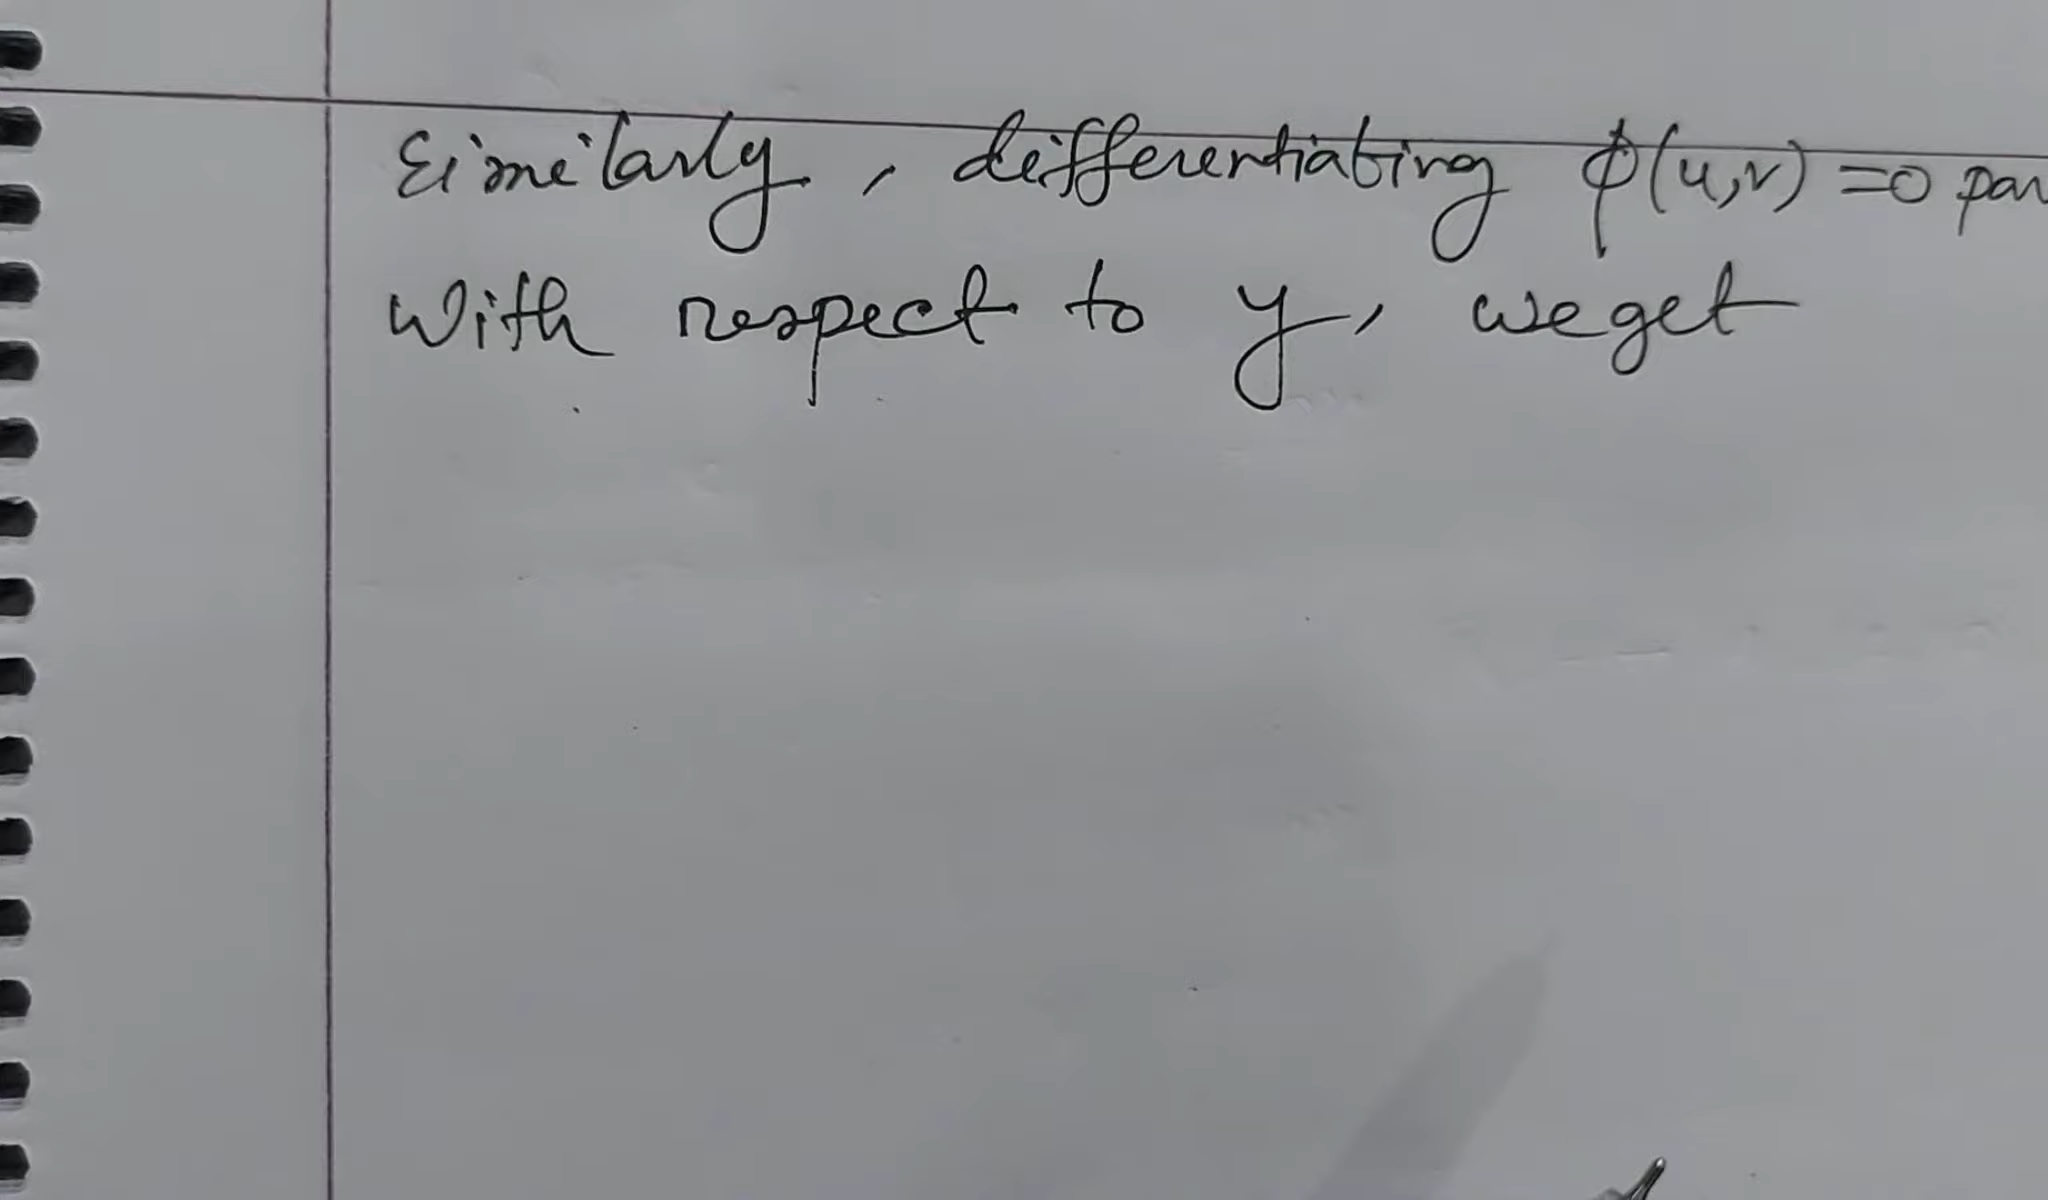 Similarly, differentiating ϕ(u,v) =0 par
with respect to y, we get